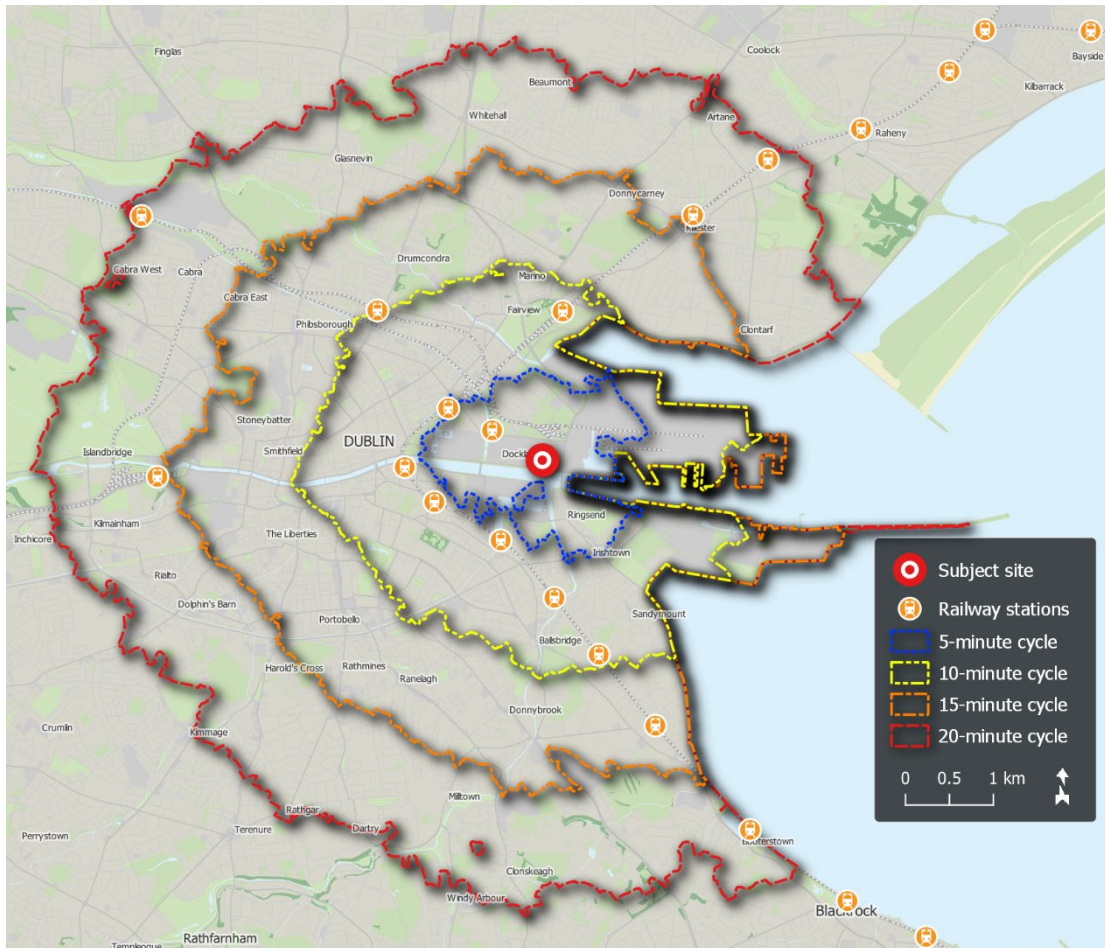 Finglas
Coolock
Bayside
Beaumont
Kilbarrack
Whitehall
Artane
Raheny
Glasnevin
Donnycarney
Killester
Drumcondra
Cabra West
Cabra
Marino
Cabra East
Fairview
Phibsborough
Clontarf
Stoneybatter
DUBLIN
Smithfield
Islandbridge
Ringsend
Kilmainham
The Liberties
Inchicore
Irishtown
Rialto
Dolphin's Barn
Sandymount
Portobello
Ballsbridge
Harold's Cross
Rathmines
Ranelagh
Donnybrook
Crumlin
Kimmage
Milltown
Rathgar
Perrystown
Terenure
Dartry
Booterstown
Clonskeagh
Windy Arbour
Blackrock
Rathfarnham
Templeogue
Subject site
Railway stations
5-minute cycle
10-minute cycle
15-minute cycle
20-minute cycle
0 0.5 1 km